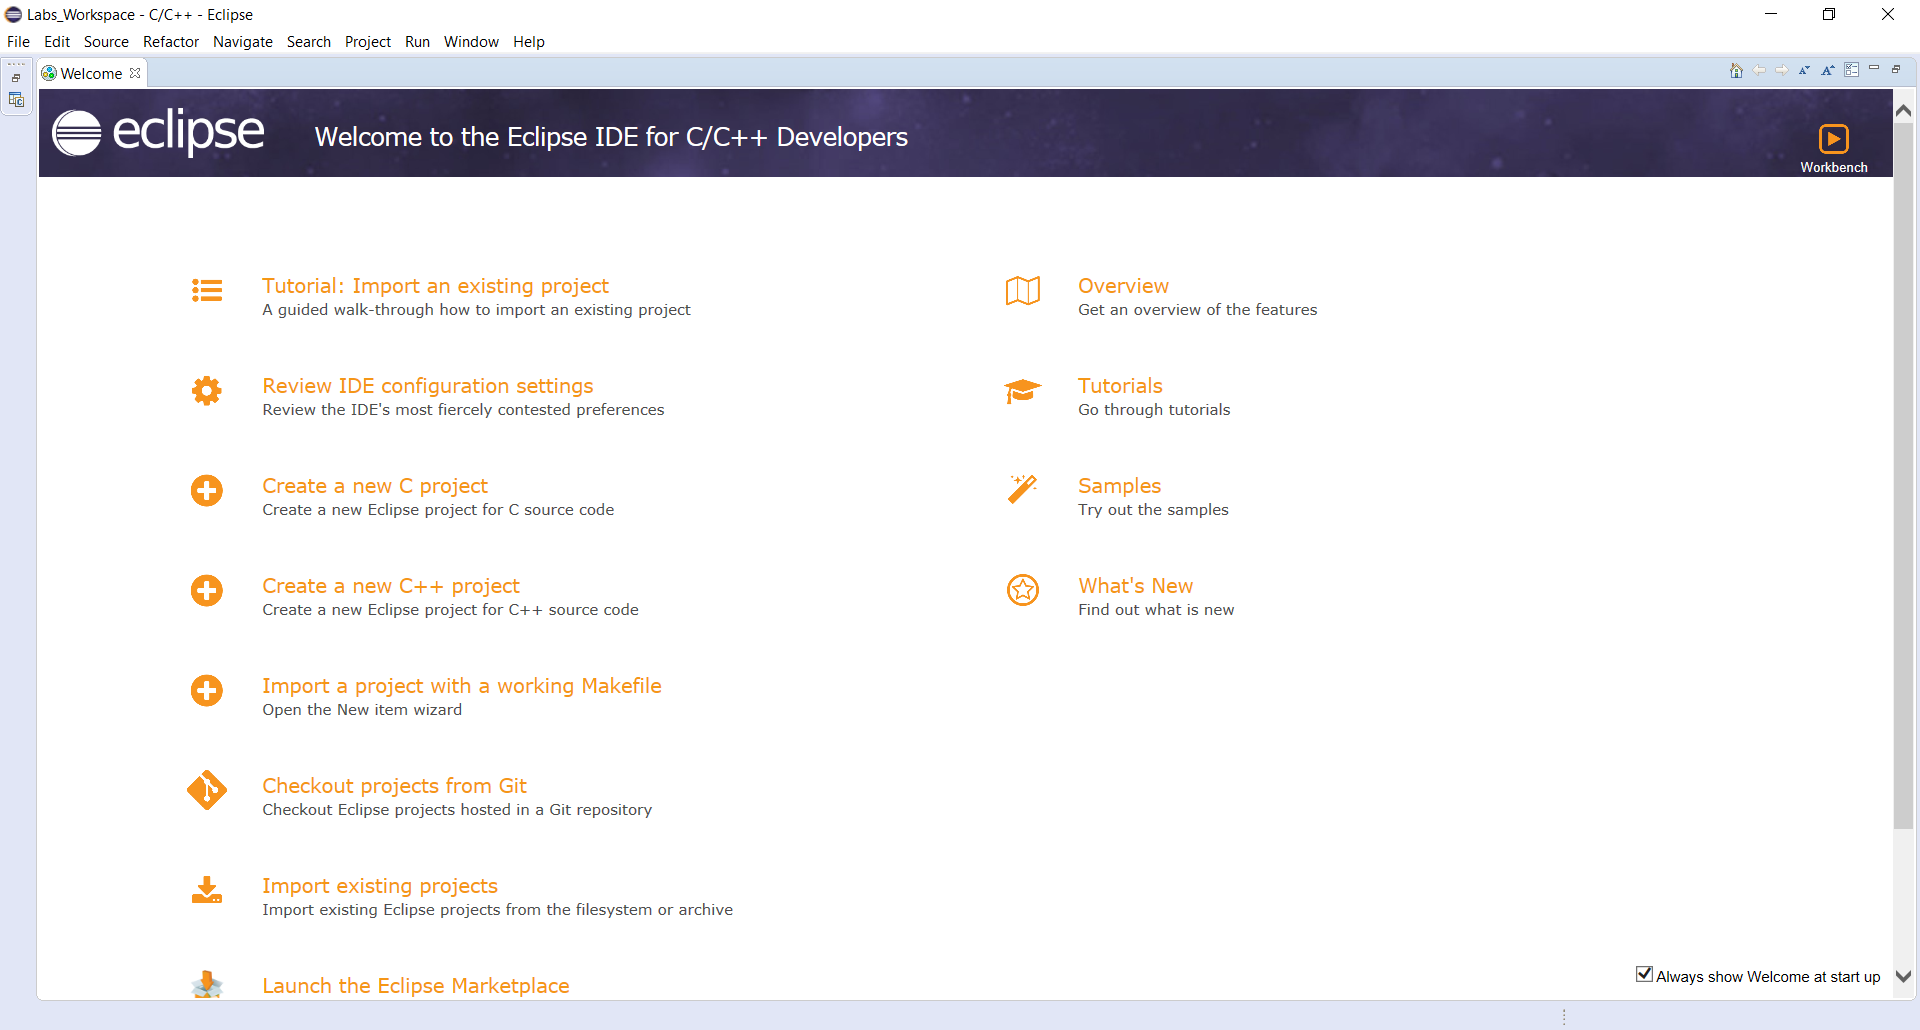 Labs_Workspace - C/C++ - Eclipse
File Edit Source Refactor Navigate Search Project Run Window Help
Welcome
eclipse
Welcome to the Eclipse IDE for C/C++ Developers
Workbench
Tutorial: Import an existing project
A guided walk-through how to import an existing project
Review IDE configuration settings
Review the IDE's most fiercely contested preferences
Create a new C project
Create a new Eclipse project for C source code
Create a new C++ project
Create a new Eclipse project for C++ source code
Import a project with a working Makefile
Open the New item wizard
Checkout projects from Git
Checkout Eclipse projects hosted in a Git repository
Import existing projects
Import existing Eclipse projects from the filesystem or archive
Launch the Eclipse Marketplace
Overview
Get an overview of the features
Tutorials
Go through tutorials
Samples
Try out the samples
What's New
Find out what is new
Always show Welcome at start up